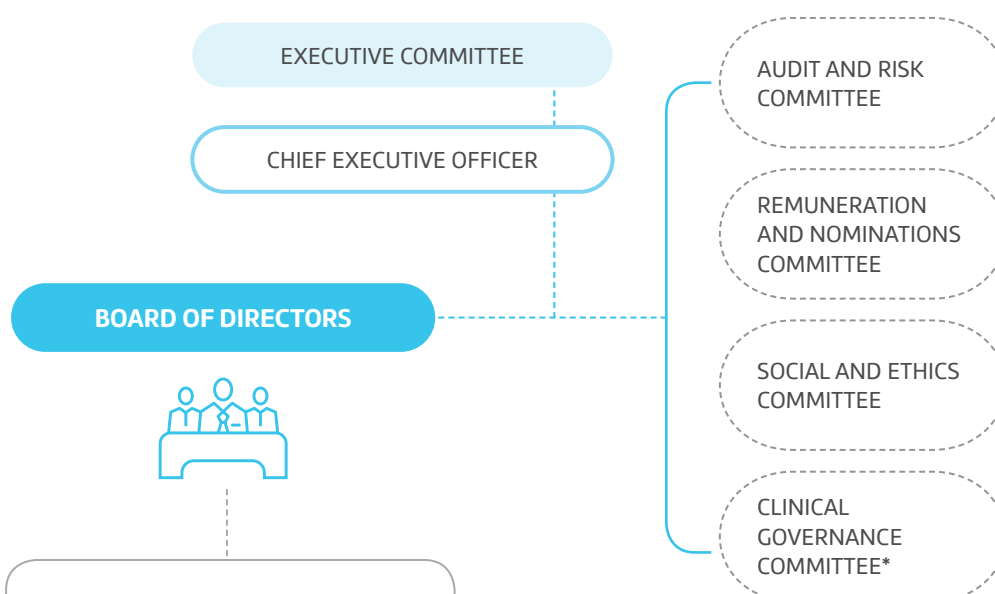 EXECUTIVE COMMITTEE
CHIEF EXECUTIVE OFFICER
BOARD OF DIRECTORS
AUDIT AND RISK
COMMITTEE
REMUNERATION
AND NOMINATIONS
COMMITTEE
SOCIAL AND ETHICS
COMMITTEE
CLINICAL
GOVERNANCE
COMMITTEE*